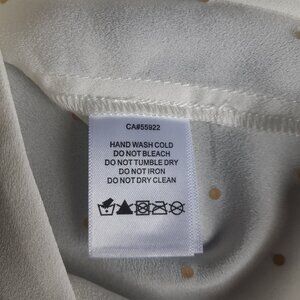 CA#55922
HAND WASH COLD
DO NOT BLEACH
DO NOT TUMBLE DRY
DO NOT IRON
DO NOT DRY CLEAN